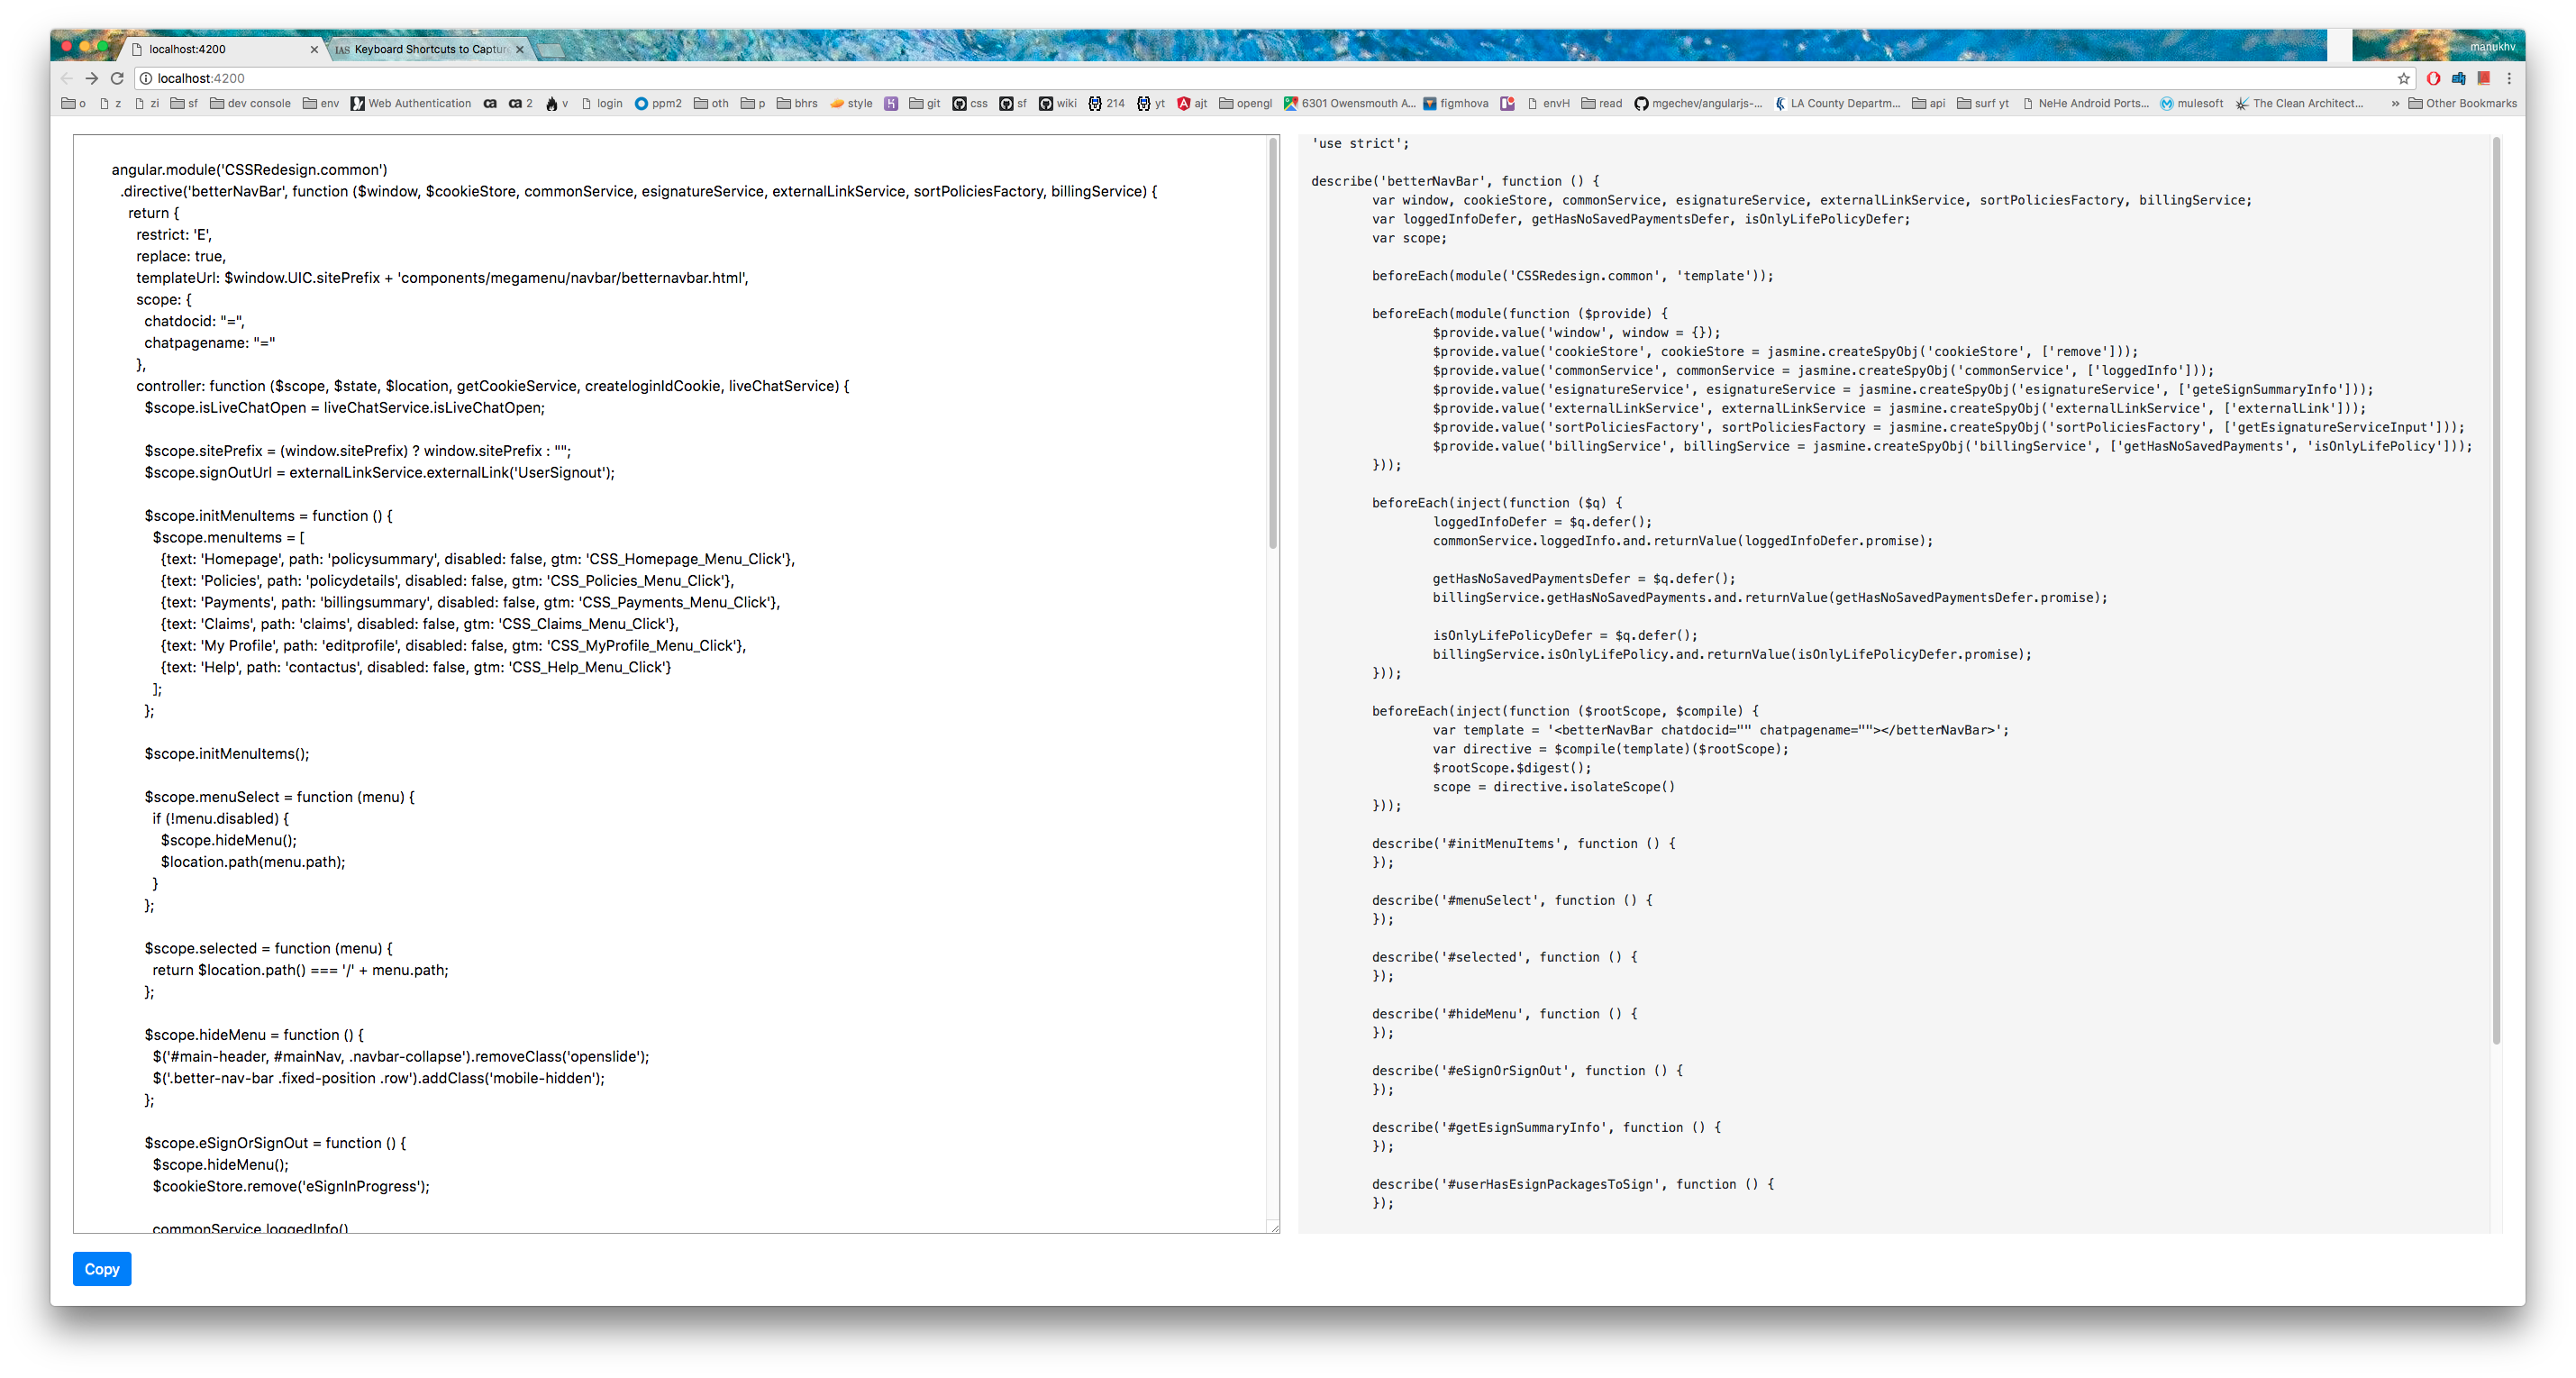 localhost:4200
IAS Keyboard Shortcuts to Captur
manukhv
localhost:4200
o z zi sf dev console env Web Authentication ca ca 2 v login ppm2 oth p bhrs style git css sf wiki 214 yt ajt opengl 6301 Owensmouth A... figmhova envH read mgechev/angularjs-... LA County Departm... api surf yt NeHe Android Ports... mulesoft The Clean Architect... » Other Bookmarks
angular.module('CSSRedesign.common')
.directive('betterNavBar', function ($window, $cookieStore, commonService, esignatureService, externalLinkService, sortPoliciesFactory, billingService) {
return {
restrict: 'E',
replace: true,
templateUrl: $window.UIC.sitePrefix + 'components/megamenu/navbar/betternavbar.html',
scope: {
chatdocid: "=",
chatpagename: "="
},
controller: function ($scope, $state, $location, getCookieService, createloginIdCookie, liveChatService) {
$scope.isLiveChatOpen = liveChatService.isLiveChatOpen;
$scope.sitePrefix = (window.sitePrefix) ? window.sitePrefix : "";
$scope.signOutUrl = externalLinkService.externalLink('UserSignout');
$scope.initMenuItems = function () {
$scope.menuItems = [
{text: 'Homepage', path: 'policysummary', disabled: false, gtm: 'CSS_Homepage_Menu_Click'},
{text: 'Policies', path: 'policydetails', disabled: false, gtm: 'CSS_Policies_Menu_Click'},
{text: 'Payments', path: 'billingsummary', disabled: false, gtm: 'CSS_Payments_Menu_Click'},
{text: 'Claims', path: 'claims', disabled: false, gtm: 'CSS_Claims_Menu_Click'},
{text: 'My Profile', path: 'editprofile', disabled: false, gtm: 'CSS_MyProfile_Menu_Click'},
{text: 'Help', path: 'contactus', disabled: false, gtm: 'CSS_Help_Menu_Click'}
];
};
$scope.initMenuItems();
$scope.menuSelect = function (menu) {
if (!menu.disabled) {
$scope.hideMenu();
$location.path(menu.path);
}
};
$scope.selected = function (menu) {
return $location.path() === '/' + menu.path;
};
$scope.hideMenu = function () {
$('#main-header, #mainNav, .navbar-collapse').removeClass('openslide');
$('.better-nav-bar .fixed-position .row').addClass('mobile-hidden');
};
$scope.eSignOrSignOut = function () {
$scope.hideMenu();
$cookieStore.remove('eSignInProgress');
commonService.loggedInfo()
'use strict';
describe('betterNavBar', function () {
var window, cookieStore, commonService, esignatureService, externalLinkService, sortPoliciesFactory, billingService;
var loggedInfoDefer, getHasNoSavedPaymentsDefer, isOnlyLifePolicyDefer;
var scope;
beforeEach(module('CSSRedesign.common', 'template'));
beforeEach(module(function ($provide) {
$provide.value('window', window = {});
$provide.value('cookieStore', cookieStore = jasmine.createSpyObj('cookieStore', ['remove']));
$provide.value('commonService', commonService = jasmine.createSpyObj('commonService', ['loggedInfo']));
$provide.value('esignatureService', esignatureService = jasmine.createSpyObj('esignatureService', ['geteSignSummaryInfo']));
$provide.value('externalLinkService', externalLinkService = jasmine.createSpyObj('externalLinkService', ['externalLink']));
$provide.value('sortPoliciesFactory', sortPoliciesFactory = jasmine.createSpyObj('sortPoliciesFactory', ['getEsignatureServiceInput']));
$provide.value('billingService', billingService = jasmine.createSpyObj('billingService', ['getHasNoSavedPayments', 'isOnlyLifePolicy']));
}));
beforeEach(inject(function ($q) {
loggedInfoDefer = $q.defer();
commonService.loggedInfo.and.returnValue(loggedInfoDefer.promise);
getHasNoSavedPaymentsDefer = $q.defer();
billingService.getHasNoSavedPayments.and.returnValue(getHasNoSavedPaymentsDefer.promise);
isOnlyLifePolicyDefer = $q.defer();
billingService.isOnlyLifePolicy.and.returnValue(isOnlyLifePolicyDefer.promise);
}));
beforeEach(inject(function ($rootScope, $compile) {
var template = '<betterNavBar chatdocid="" chatpagename=""></betterNavBar>';
var directive = $compile(template)($rootScope);
$rootScope.$digest();
scope = directive.isolateScope()
}));
describe('#initMenuItems', function () {
});
describe('#menuSelect', function () {
});
describe('#selected', function () {
});
describe('#hideMenu', function () {
});
describe('#eSignOrSignOut', function () {
});
describe('#getEsignSummaryInfo', function () {
});
describe('#userHasEsignPackagesToSign', function () {
});
Copy